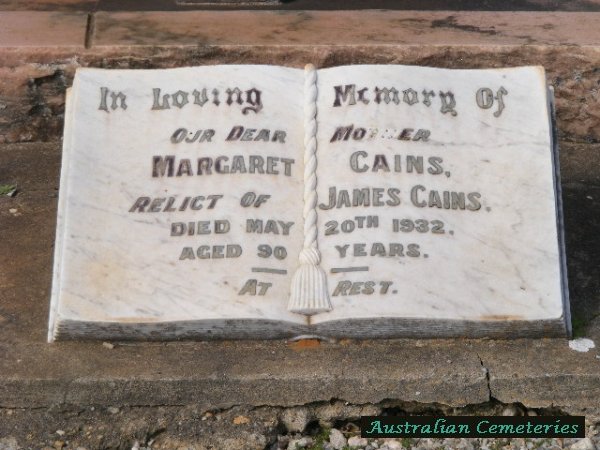 In Loving Memory Of
OUR DEAR MOTHER
MARGARET CAINS,
RELICT OF JAMES CAINS.
DIED MAY 20TH 1932.
AGED 90 YEARS.
AT REST.
Australian Cemeteries